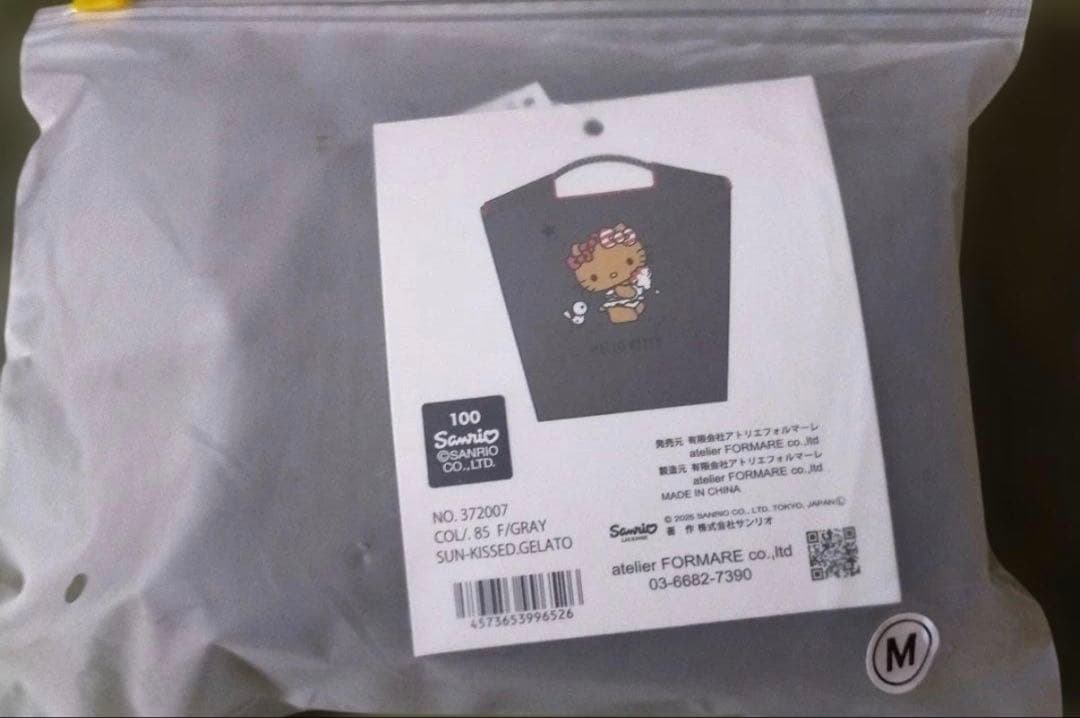 HELLO KITTY
100
Sanrio
©SANRIO
CO.,LTD.
NO. 372007
COL/. 85 F/GRAY
SUN-KISSED.GELATO
4573653996526
発売元 有限会社アトリエフォルマーレ
atelier FORMARE co.,ltd
製造元 有限会社アトリエフォルマーレ
atelier FORMARE co.,ltd
MADE IN CHINA
Sanrio
LICENSE
© 2025 SANRIO CO., LTD. TOKYO, JAPAN Ⓛ
著 作 株式会社サンリオ
atelier FORMARE co.,ltd
03-6682-7390
M